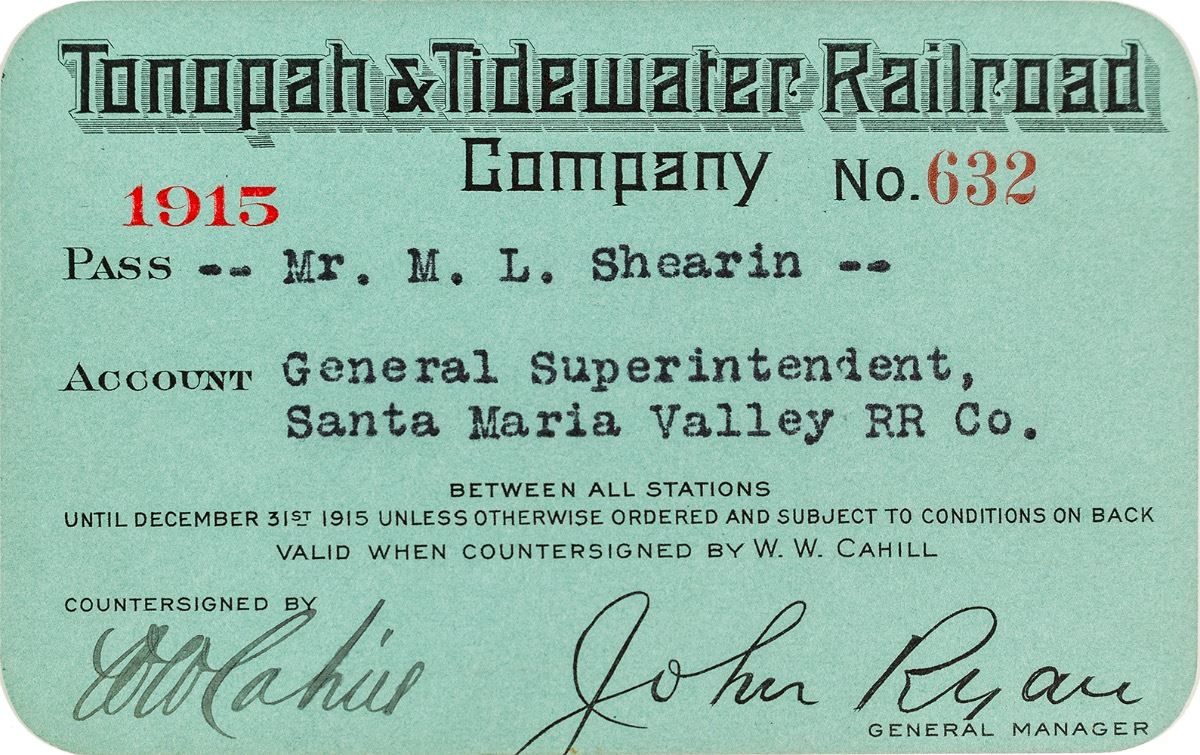 Tonopah & Tidewater Railroad
Company No. 632
1915
PASS -- Mr. M. L. Shearin --
ACCOUNT General Superintendent,
Santa Maria Valley RR Co.
BETWEEN ALL STATIONS
UNTIL DECEMBER 31ST 1915 UNLESS OTHERWISE ORDERED AND SUBJECT TO CONDITIONS ON BACK
VALID WHEN COUNTERSIGNED BY W. W. CAHILL
COUNTERSIGNED BY
WW Cahill John Ryan
GENERAL MANAGER